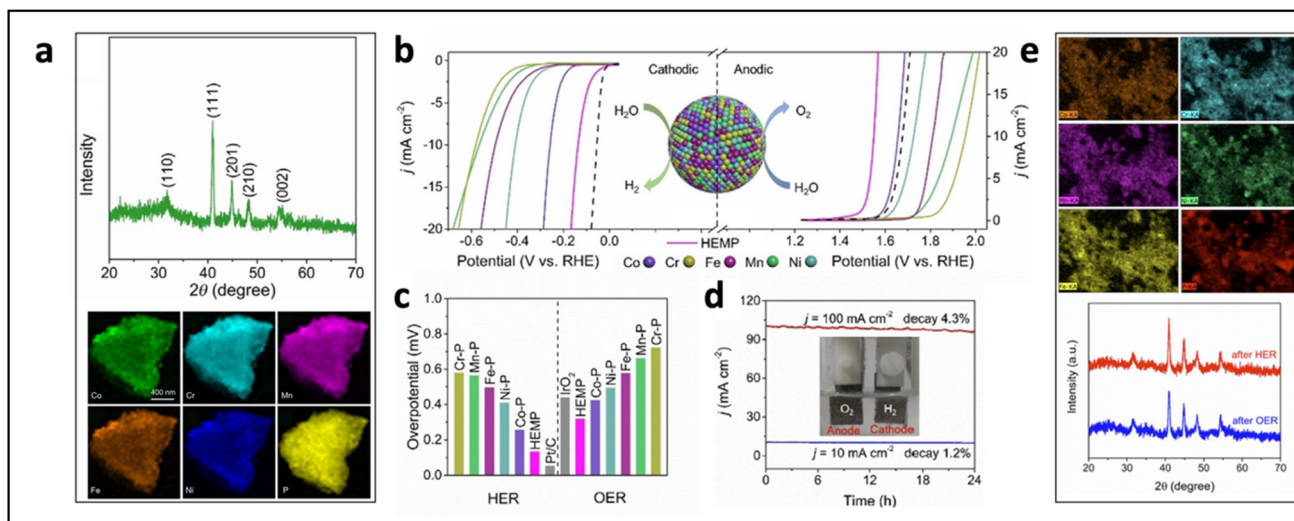 a
Intensity
(110)
(111)
(201)
(210)
(002)
20 30 40 50 60 70
2θ (degree)
Co
400 nm
Cr
Mn
Fe
Ni
P
b
Cathodic
Anodic
j (mA cm⁻²)
0
-5
-10
-15
-20
H₂O
H₂
O₂
H₂O
20
15
10
5
0
j (mA cm⁻²)
-0.6 -0.4 -0.2 0.0
1.2 1.4 1.6 1.8 2.0
HEMP
Potential (V vs. RHE)
Co Cr Fe Mn Ni
Potential (V vs. RHE)
c
Overpotential (mV)
1.0
0.8
0.6
0.4
0.2
0.0
Cr-P
Mn-P
Fe-P
Ni-P
Co-P
HEMP
Pt/C
IrO₂
HEMP
Co-P
Ni-P
Fe-P
Mn-P
Cr-P
HER
OER
d
j (mA cm⁻²)
120
90
60
30
0
j = 100 mA cm⁻² decay 4.3%
O₂
H₂
Anode
Cathode
j = 10 mA cm⁻² decay 1.2%
0 4 8 12 16 20 24
Time (h)
e
Intensity (a.u.)
after HER
after OER
20 30 40 50 60 70
2θ (degree)